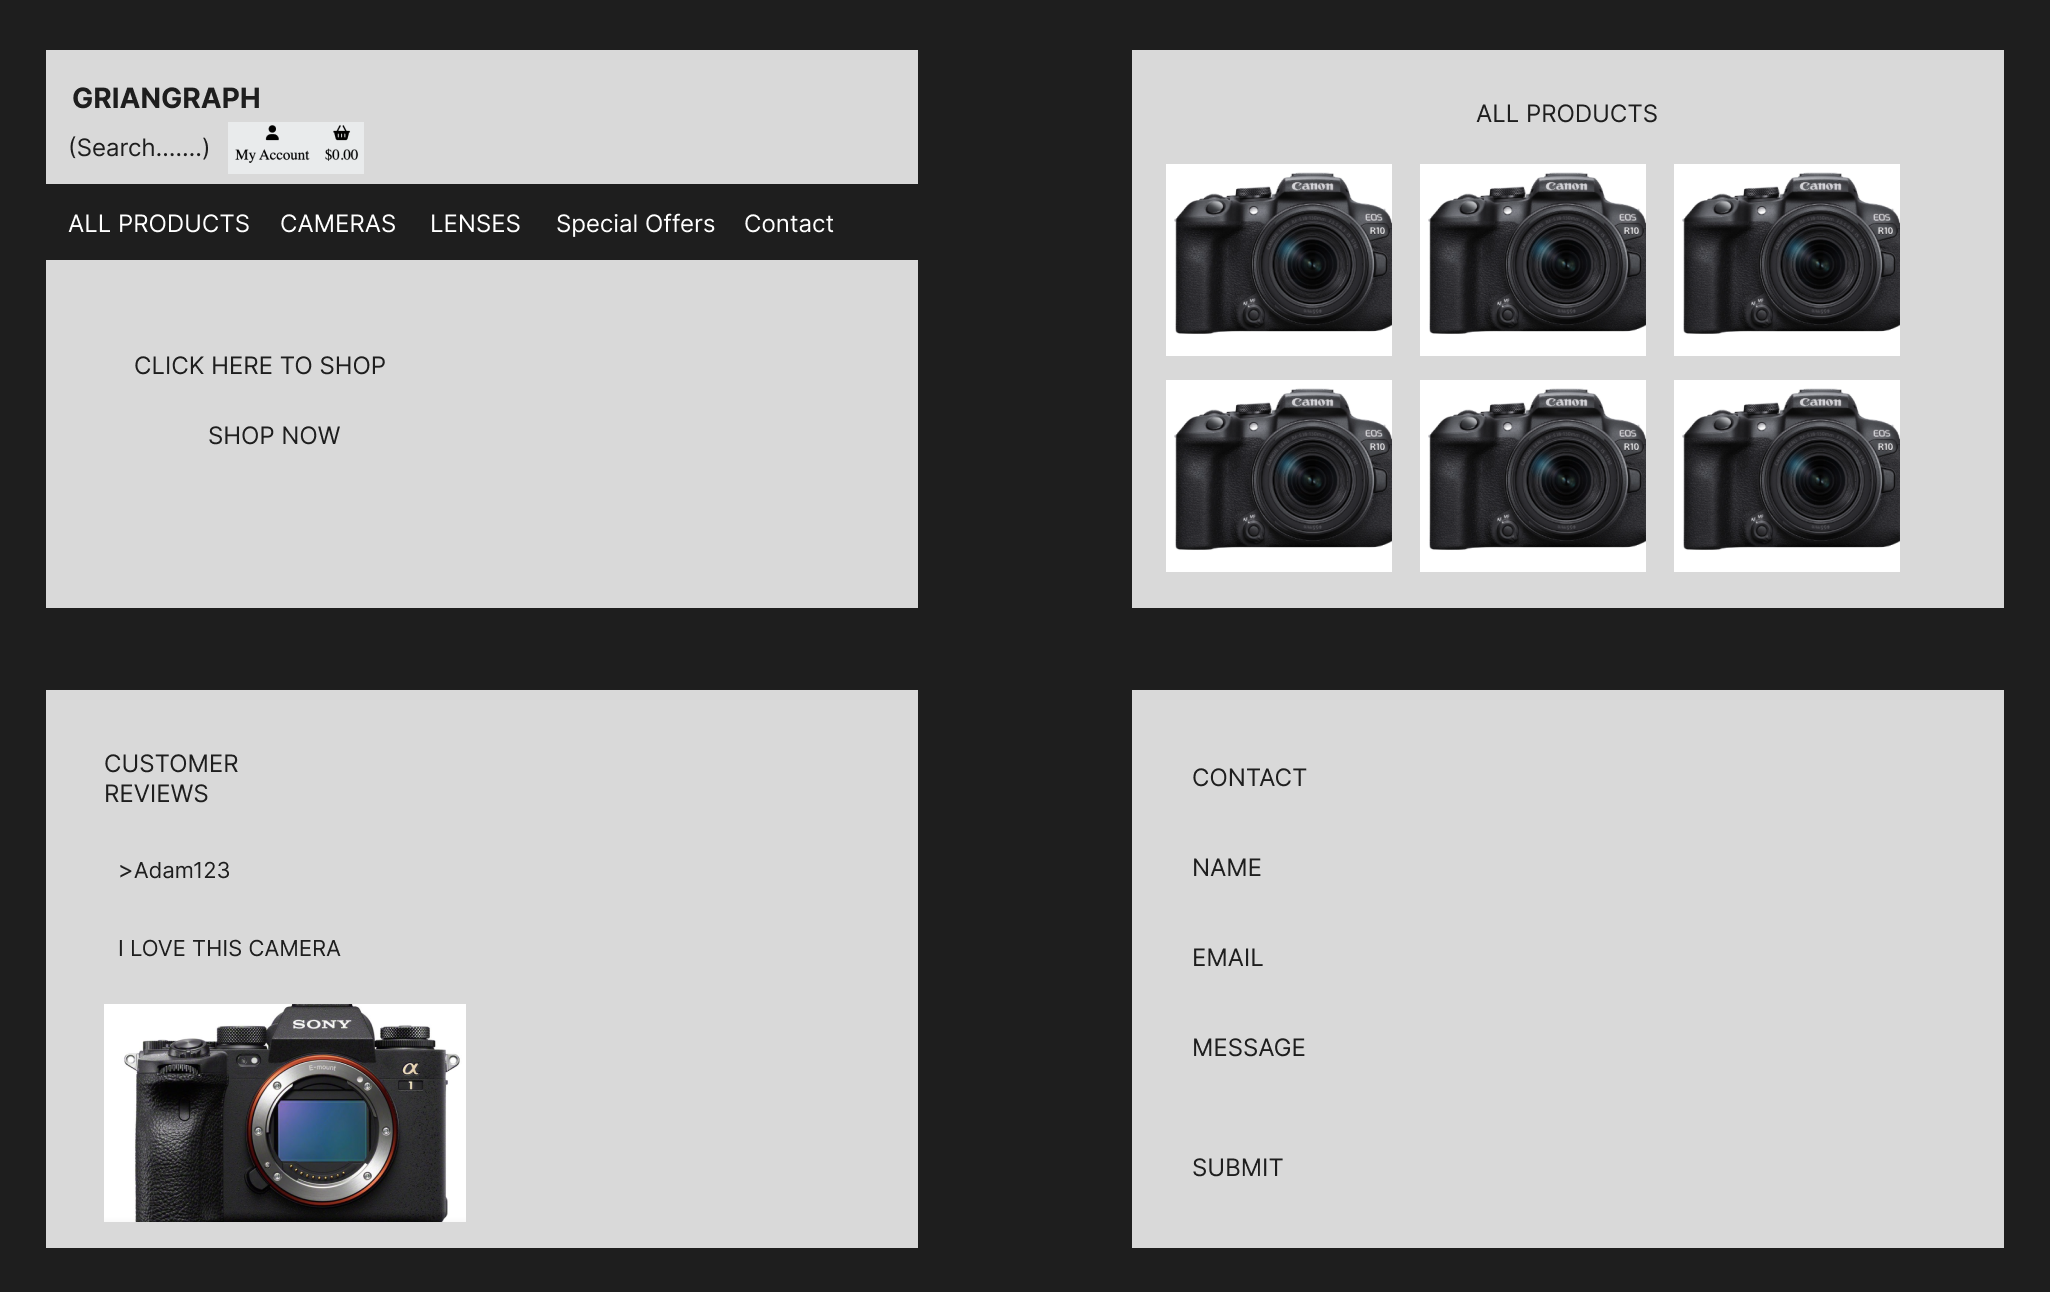 GRIANGRAPH
(Search.......)
My Account $0.00
ALL PRODUCTS CAMERAS LENSES Special Offers Contact
CLICK HERE TO SHOP
SHOP NOW
ALL PRODUCTS
Canon
EOS
R10
Canon
EOS
R10
Canon
EOS
R10
Canon
EOS
R10
Canon
EOS
R10
Canon
EOS
R10
CUSTOMER
REVIEWS
>Adam123
I LOVE THIS CAMERA
SONY
E-mount
α
1
CONTACT
NAME
EMAIL
MESSAGE
SUBMIT